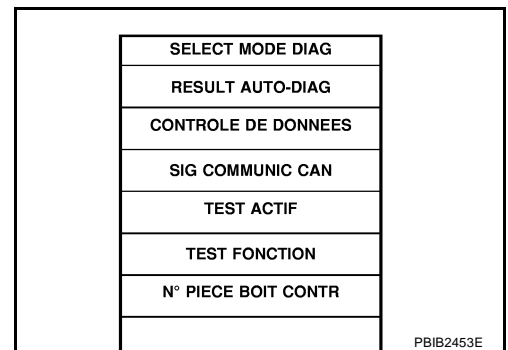 SELECT MODE DIAG
RESULT AUTO-DIAG
CONTROLE DE DONNEES
SIG COMMUNIC CAN
TEST ACTIF
TEST FONCTION
N° PIECE BOIT CONTR
PBIB2453E